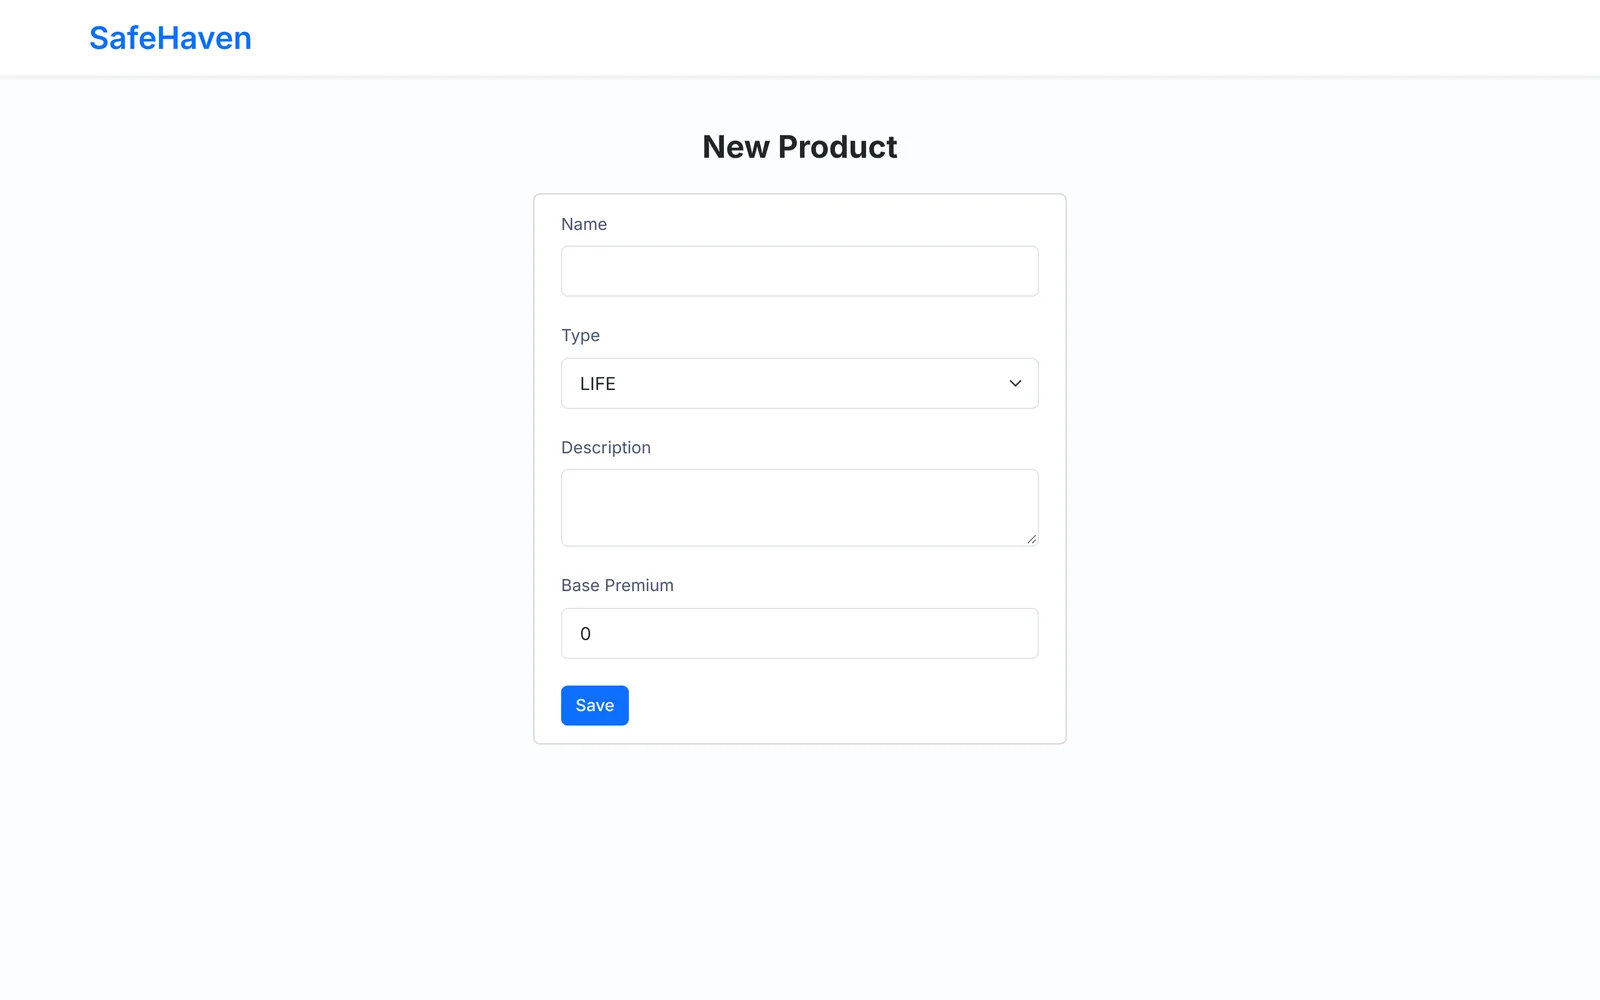 SafeHaven
New Product
Name
Type
LIFE
Description
Base Premium
0
Save